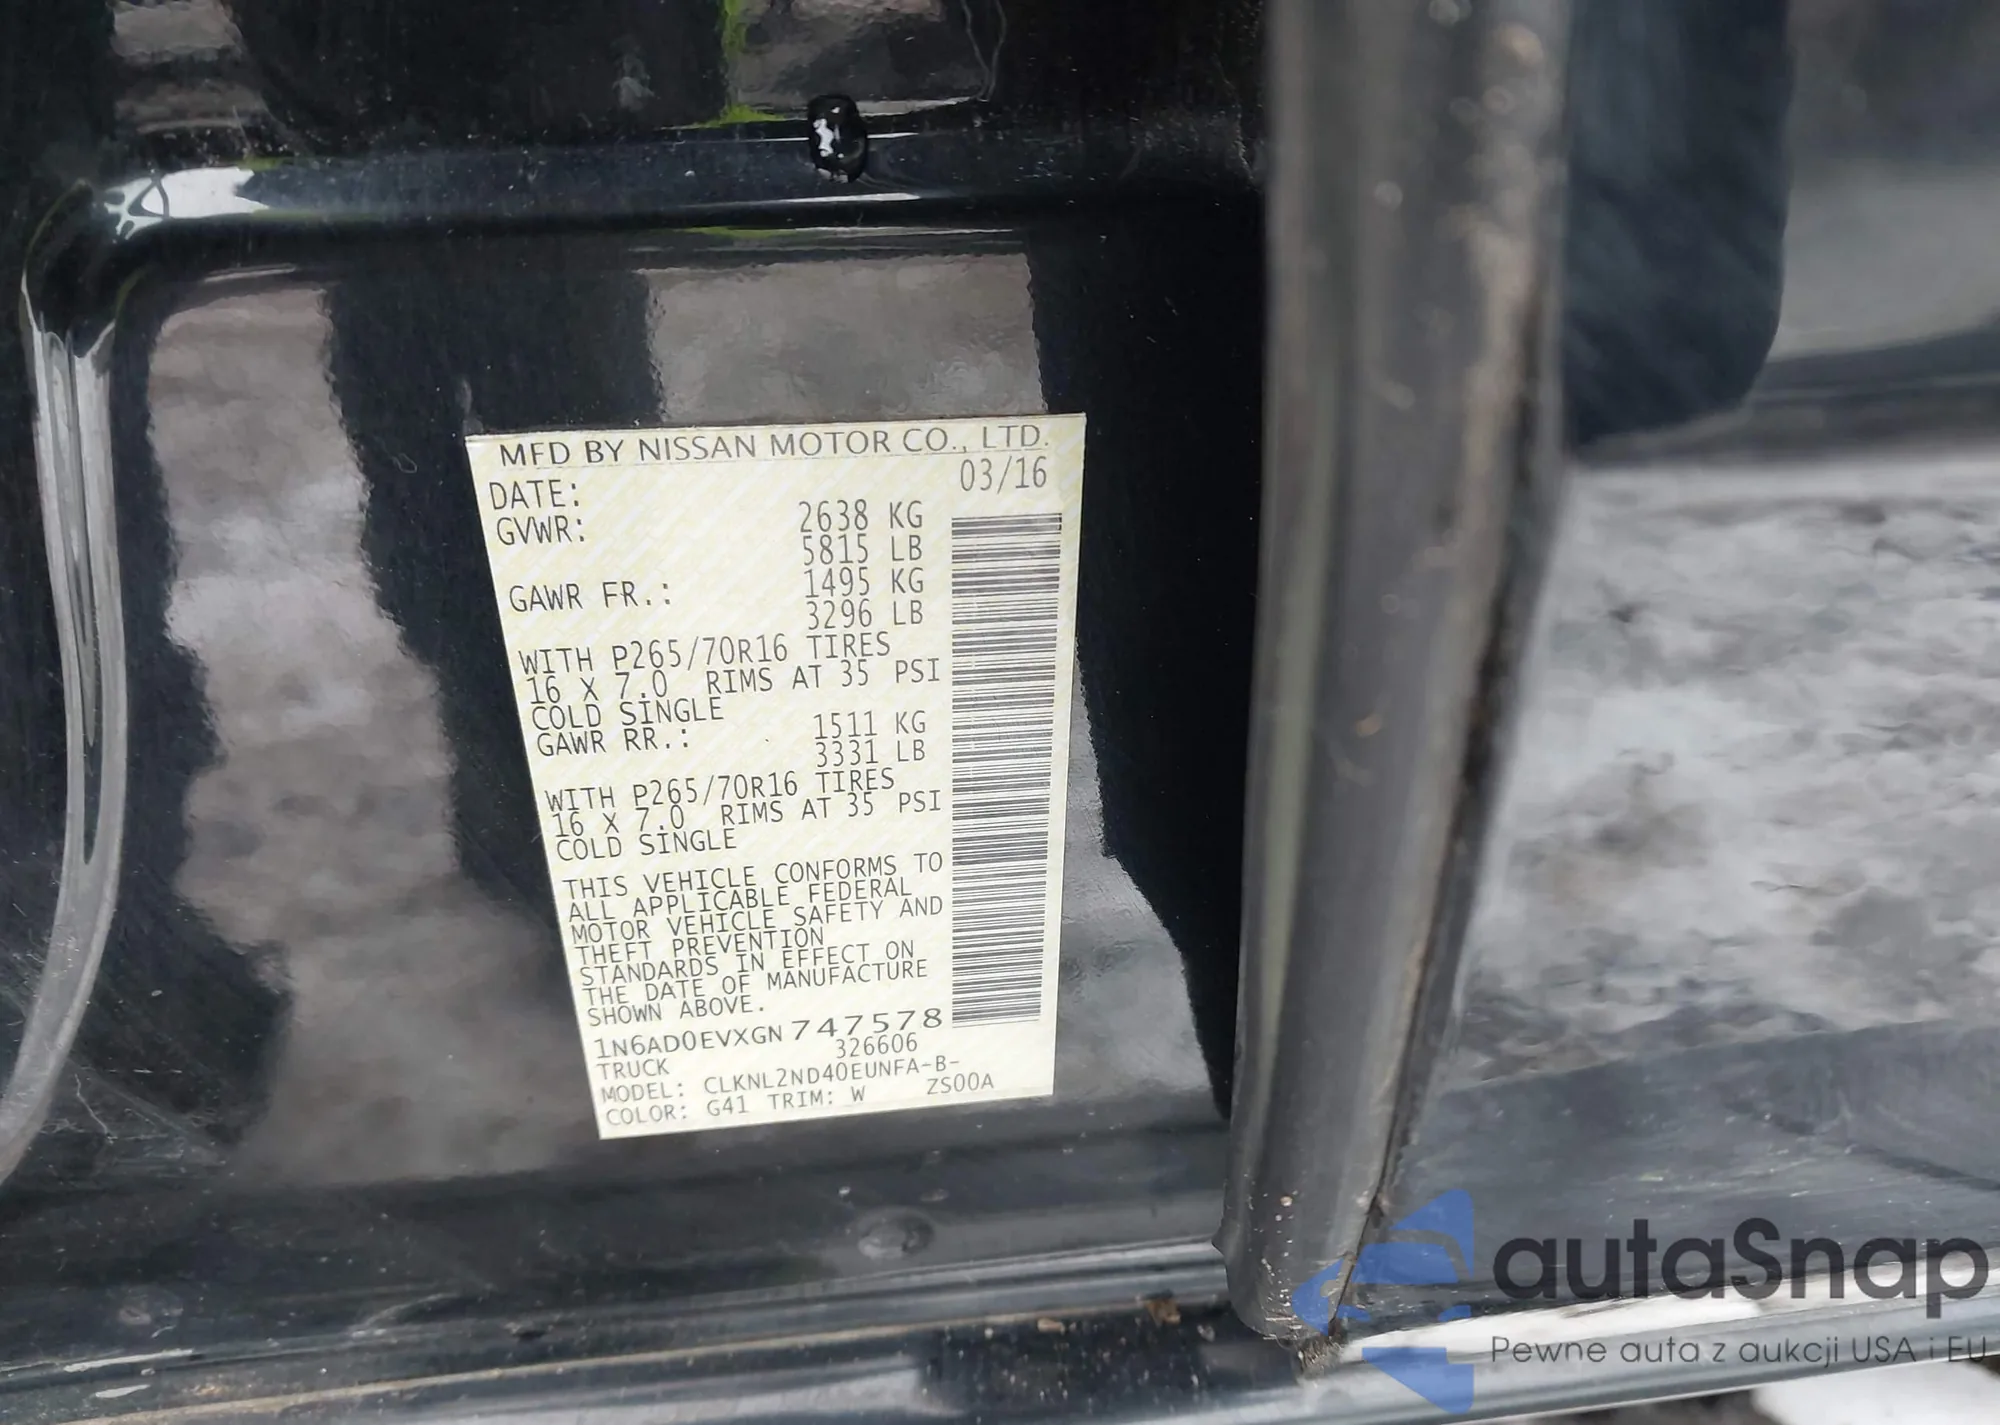 MFD BY NISSAN MOTOR CO., LTD.
DATE: 03/16
GVWR: 2638 KG
5815 LB
GAWR FR.: 1495 KG
3296 LB
WITH P265/70R16 TIRES
16 X 7.0 RIMS AT 35 PSI
COLD SINGLE
GAWR RR.: 1511 KG
3331 LB
WITH P265/70R16 TIRES
16 X 7.0 RIMS AT 35 PSI
COLD SINGLE
THIS VEHICLE CONFORMS TO
ALL APPLICABLE FEDERAL
MOTOR VEHICLE SAFETY AND
THEFT PREVENTION
STANDARDS IN EFFECT ON
THE DATE OF MANUFACTURE
SHOWN ABOVE.
1N6AD0EVXGN747578
326606
TRUCK
MODEL: CLKNL2ND40EUNFA-B-
ZS00A
COLOR: G41 TRIM: W
autaSnap
Pewne auta z aukcji USA i EU